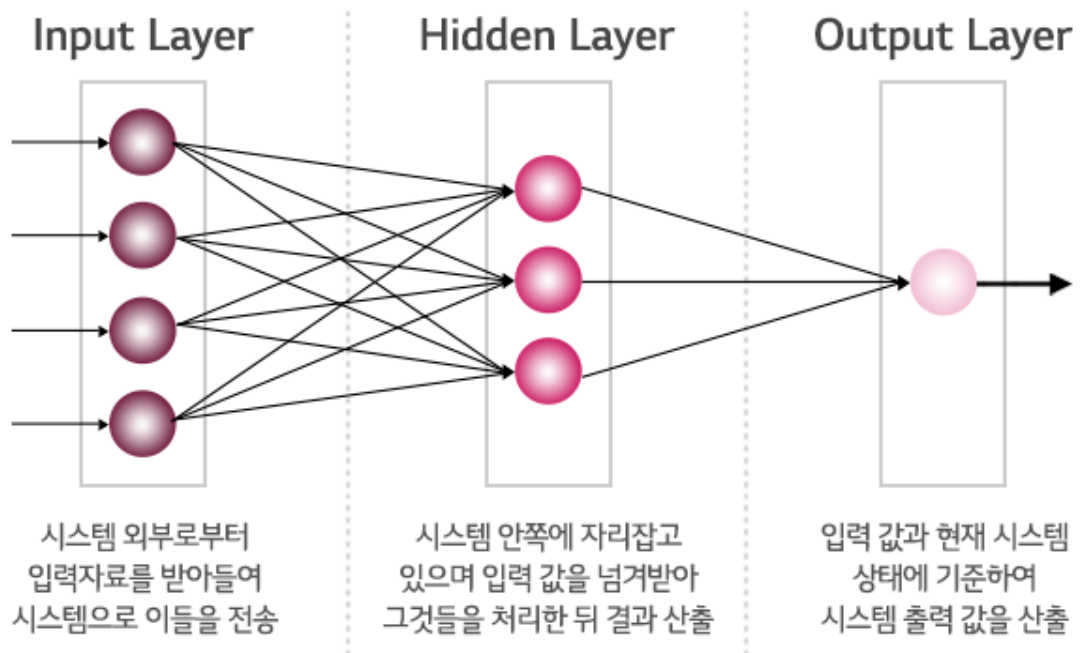 Input Layer
Hidden Layer
Output Layer
시스템 외부로부터
입력자료를 받아들여
시스템으로 이들을 전송
시스템 안쪽에 자리잡고
있으며 입력 값을 넘겨받아
그것들을 처리한 뒤 결과 산출
입력 값과 현재 시스템
상태에 기준하여
시스템 출력 값을 산출